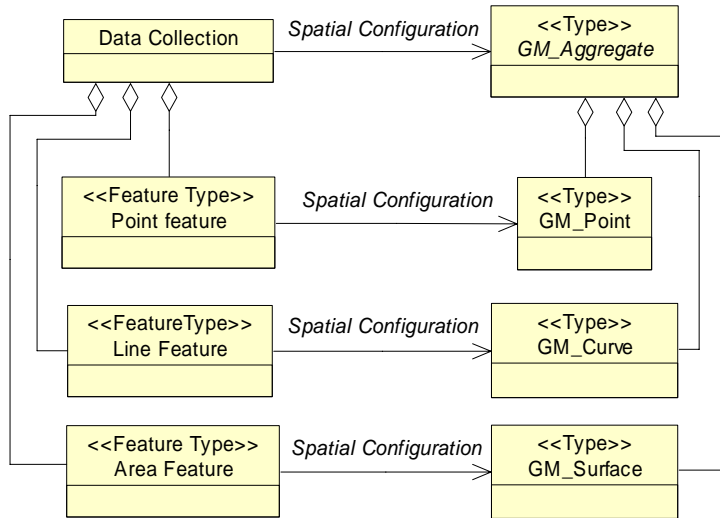 Data Collection
Spatial Configuration
<<Type>>
GM_Aggregate
<<Feature Type>>
Point feature
Spatial Configuration
<<Type>>
GM_Point
<<FeatureType>>
Line Feature
Spatial Configuration
<<Type>>
GM_Curve
<<Feature Type>>
Area Feature
Spatial Configuration
<<Type>>
GM_Surface